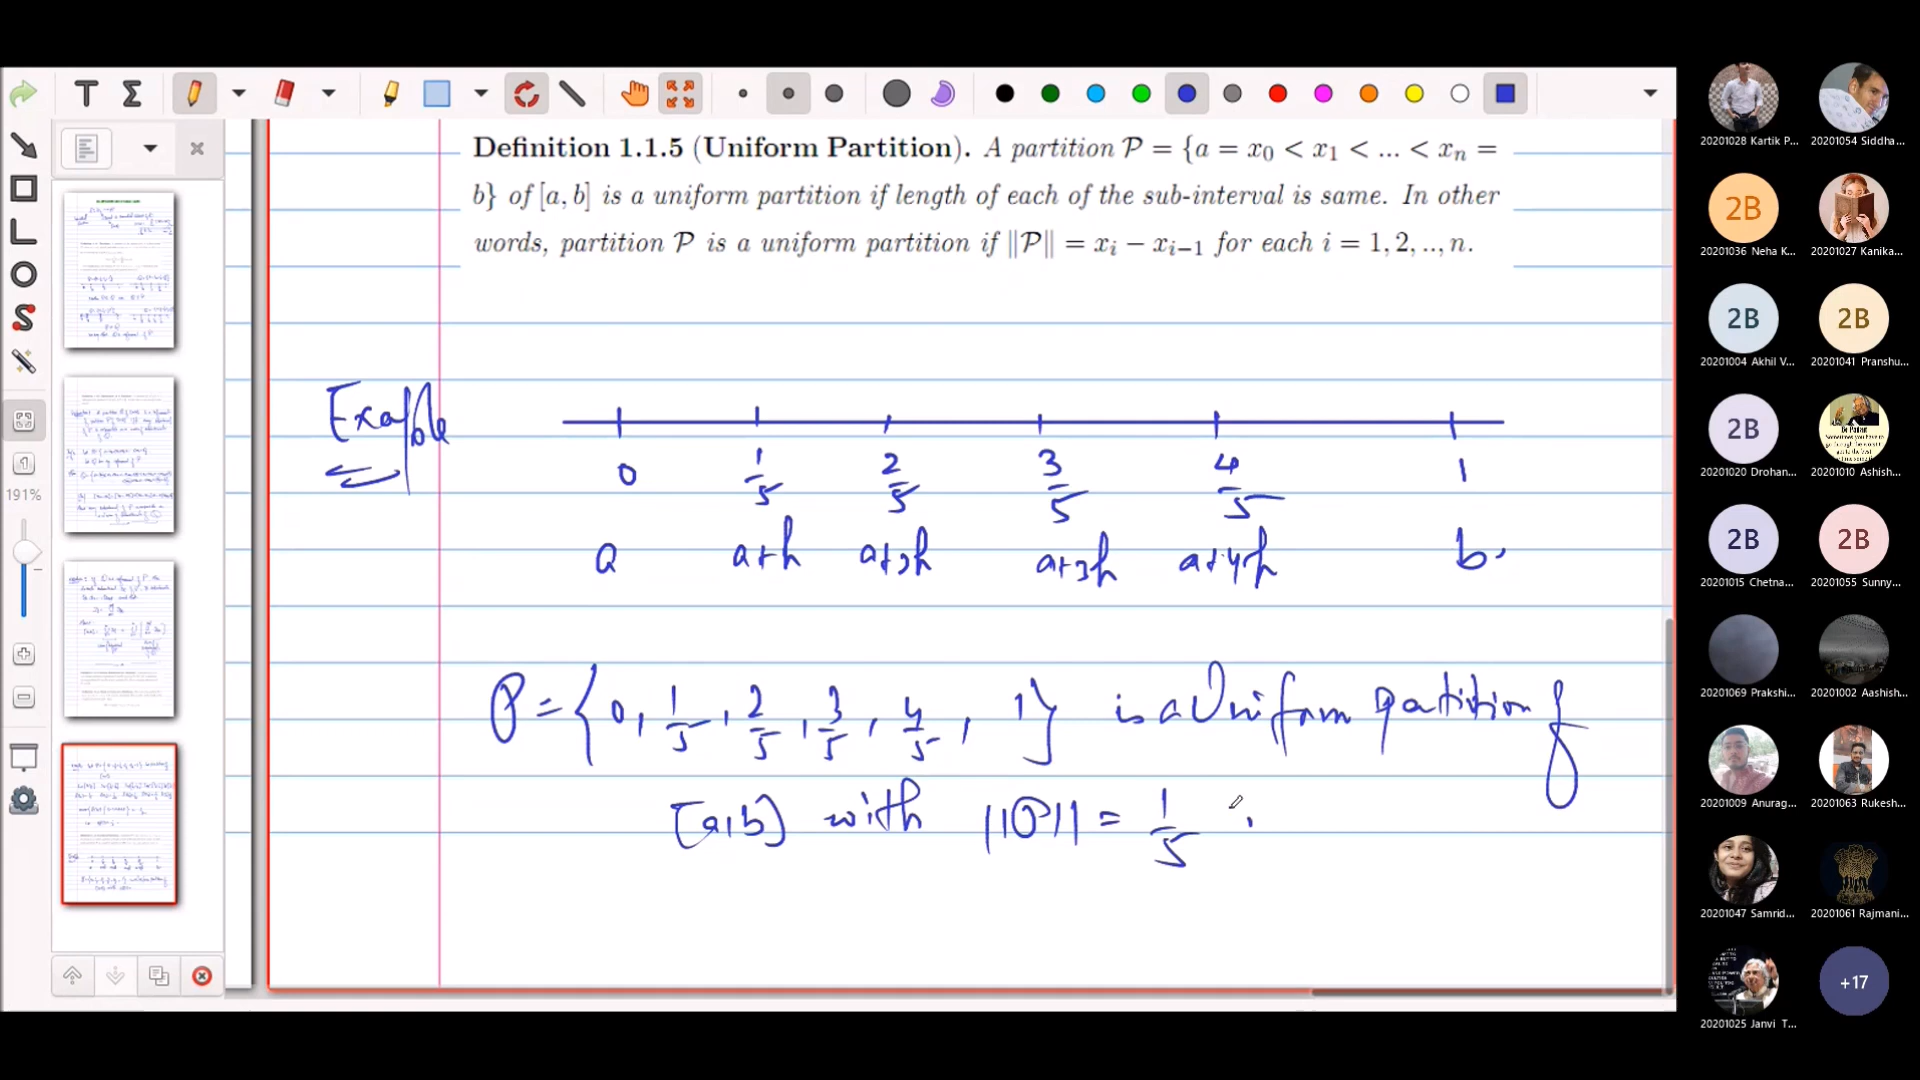 Definition 1.1.5 (Uniform Partition). A partition P = {a = x₀ < x₁ < ... < xₙ =
b} of [a, b] is a uniform partition if length of each of the sub-interval is same. In other
words, partition P is a uniform partition if ||P|| = xᵢ − xᵢ₋₁ for each i = 1, 2, .., n.
Example
0 1/5 2/5 3/5 4/5 1
a a+h a+2h a+3h a+4h b.
P = {0, 1/5, 2/5, 3/5, 4/5, 1} is a Uniform partition of
[a,b] with ||P|| = 1/5 .
191%
20201028 Kartik P...
20201054 Siddha...
2B
20201036 Neha K...
20201027 Kanika...
2B
20201004 Akhil V...
2B
20201041 Pranshu...
2B
20201020 Drohan...
20201010 Ashish...
2B
20201015 Chetna...
2B
20201055 Sunny...
20201069 Prakshi...
20201002 Aashish...
20201009 Anurag...
20201063 Rukesh...
20201047 Samrid...
20201061 Rajmani...
20201025 Janvi T...
+17